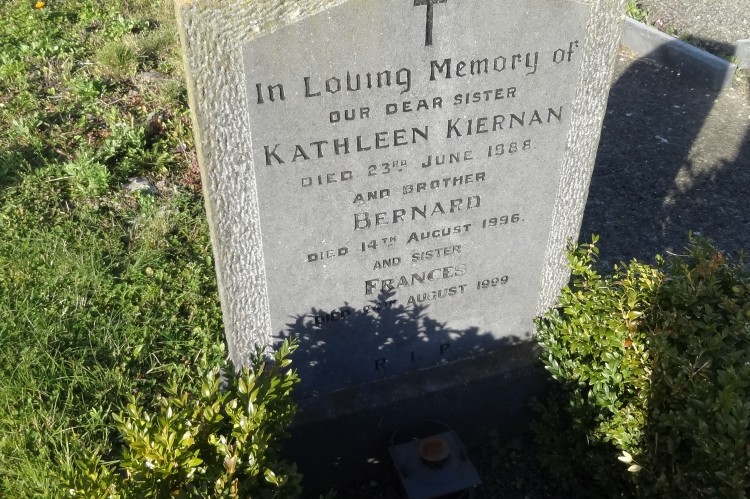 In Loving Memory of
OUR DEAR SISTER
KATHLEEN KIERNAN
DIED 23RD JUNE 1988.
AND BROTHER
BERNARD
DIED 14TH AUGUST 1996.
AND SISTER
FRANCES
DIED AUGUST 1999
R I P